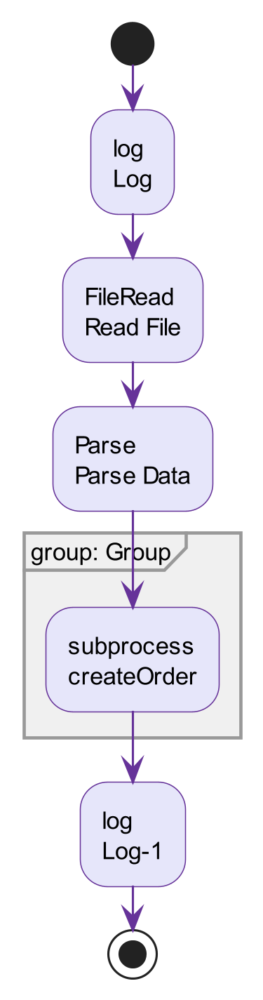 log
Log
FileRead
Read File
Parse
Parse Data
group: Group
subprocess
createOrder
log
Log-1